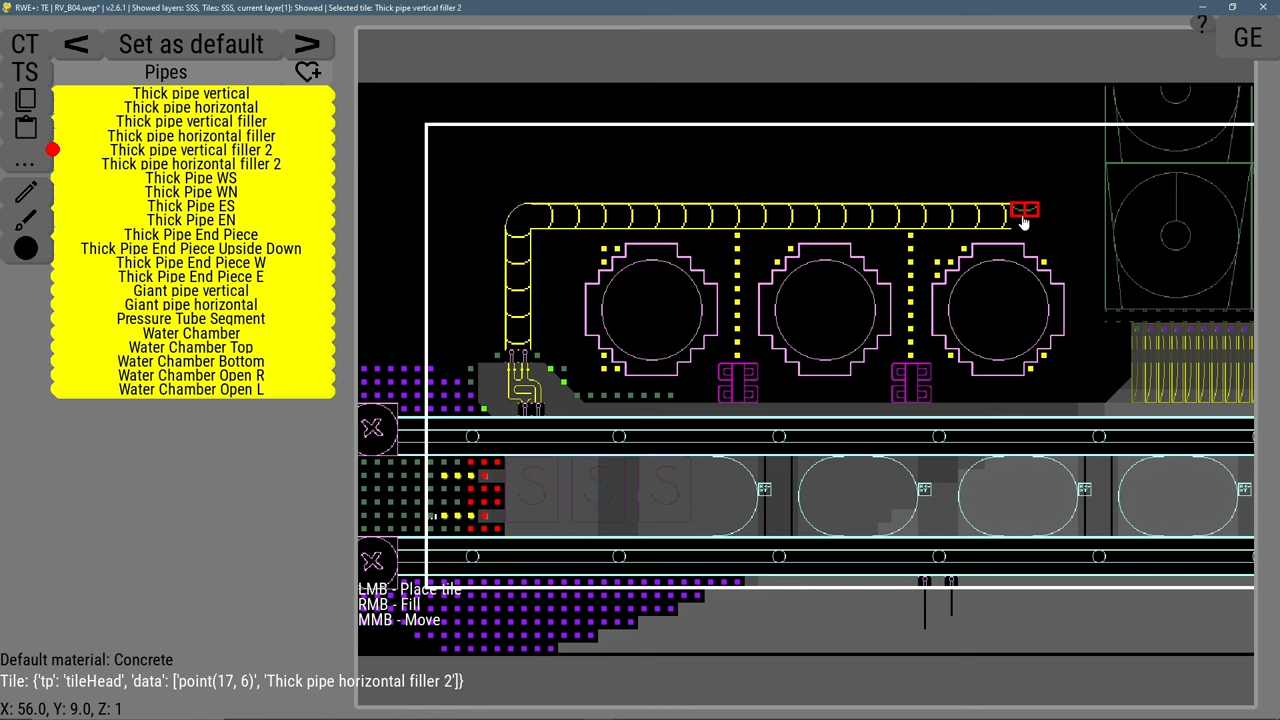 RWE+: TE | RV_B04.wep* | v2.6.1 | Showed layers: SSS, Tiles: SSS, current layer[1]: Showed | Selected tile: Thick pipe vertical filler 2
CT
<
Set as default
>
?
GE
TS
Pipes
Thick pipe vertical
Thick pipe horizontal
Thick pipe vertical filler
Thick pipe horizontal filler
Thick pipe vertical filler 2
Thick pipe horizontal filler 2
...
Thick Pipe WS
Thick Pipe WN
Thick Pipe ES
Thick Pipe EN
Thick Pipe End Piece
Thick Pipe End Piece Upside Down
Thick Pipe End Piece W
Thick Pipe End Piece E
Giant pipe vertical
Giant pipe horizontal
Pressure Tube Segment
Water Chamber
Water Chamber Top
Water Chamber Bottom
Water Chamber Open R
Water Chamber Open L
S S S
LMB - Place tile
RMB - Fill
MMB - Move
Default material: Concrete
Tile: {'tp': 'tileHead', 'data': ['point(17, 6)', 'Thick pipe horizontal filler 2']}
X: 56.0, Y: 9.0, Z: 1